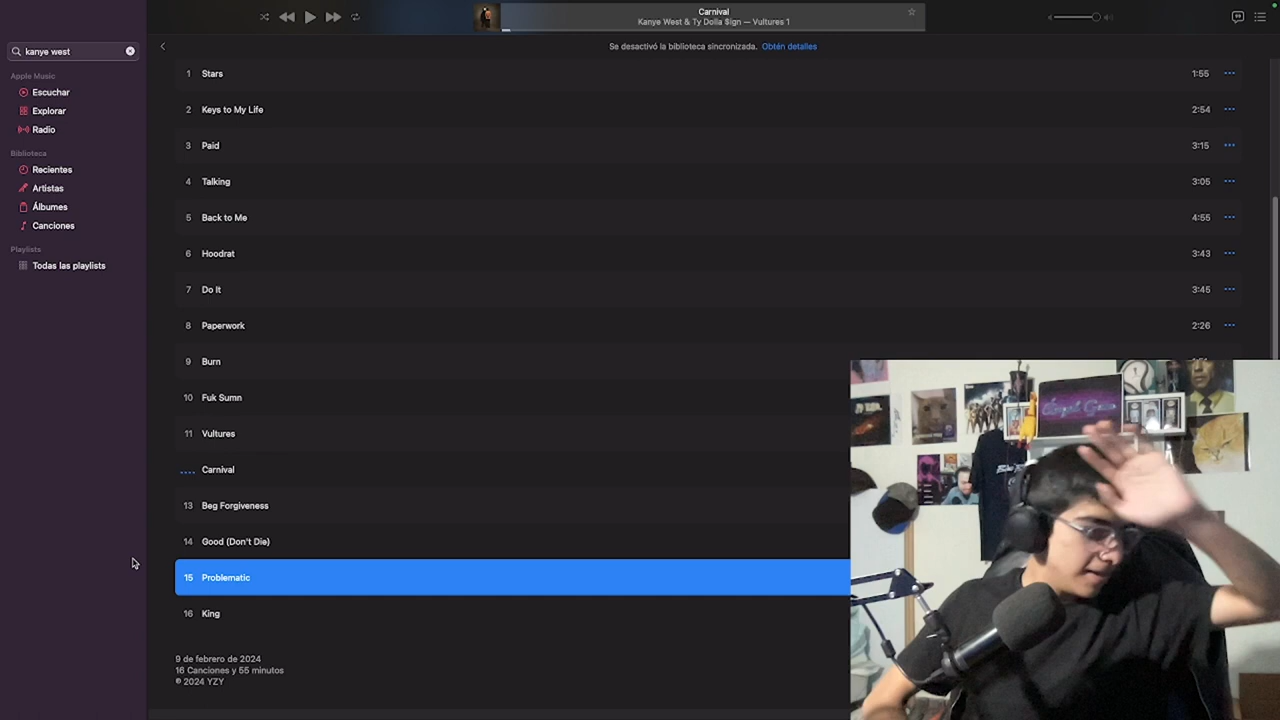 Carnival
Kanye West & Ty Dolla $ign — Vultures 1
kanye west
Se desactivó la biblioteca sincronizada. Obtén detalles
Apple Music
Escuchar
Explorar
Radio
Biblioteca
Recientes
Artistas
Álbumes
Canciones
Playlists
Todas las playlists
1 Stars 1:55
2 Keys to My Life 2:54
3 Paid 3:15
4 Talking 3:05
5 Back to Me 4:55
6 Hoodrat 3:43
7 Do It 3:45
8 Paperwork 2:26
9 Burn
10 Fuk Sumn
11 Vultures
Carnival
13 Beg Forgiveness
14 Good (Don't Die)
15 Problematic
16 King
9 de febrero de 2024
16 Canciones y 55 minutos
℗ 2024 YZY